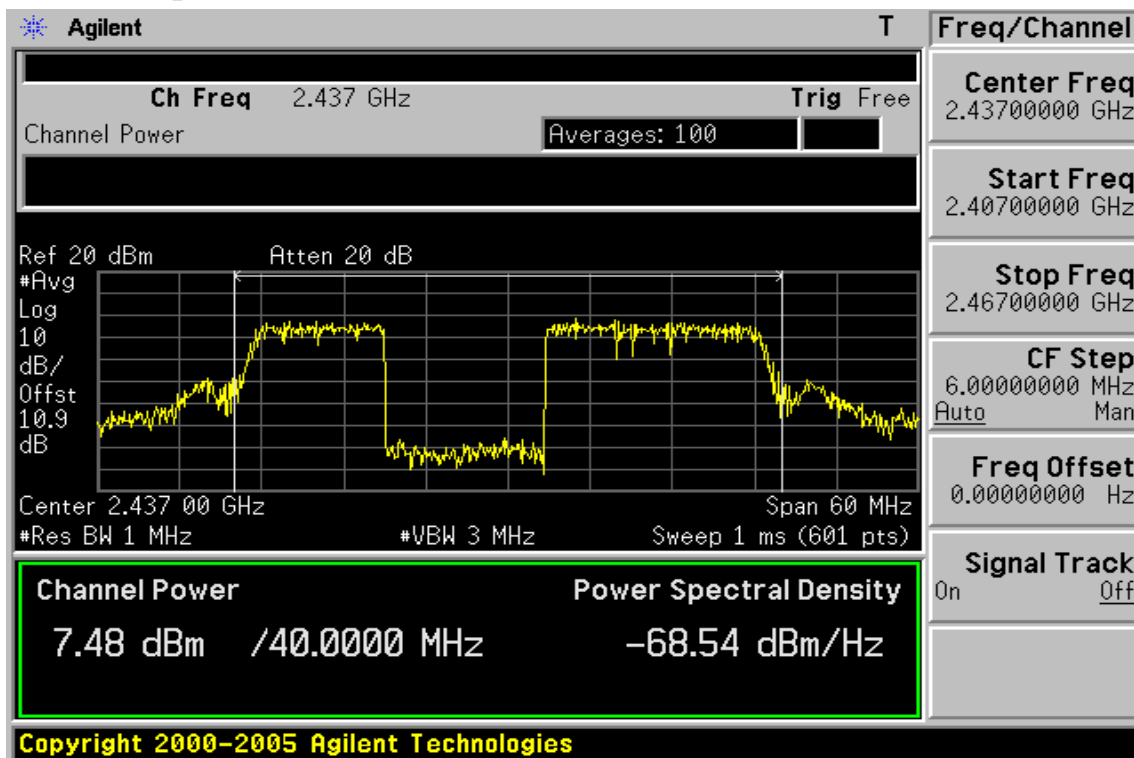 Agilent T Freq/Channel
Ch Freq 2.437 GHz Trig Free
Channel Power Averages: 100
Ref 20 dBm Atten 20 dB
#Avg
Log
10
dB/
Offst
10.9
dB
Center 2.437 00 GHz Span 60 MHz
#Res BW 1 MHz #VBW 3 MHz Sweep 1 ms (601 pts)
Channel Power Power Spectral Density
7.48 dBm /40.0000 MHz -68.54 dBm/Hz
Copyright 2000-2005 Agilent Technologies
Center Freq
2.43700000 GHz
Start Freq
2.40700000 GHz
Stop Freq
2.46700000 GHz
CF Step
6.00000000 MHz
Auto Man
Freq Offset
0.00000000 Hz
Signal Track
On Off